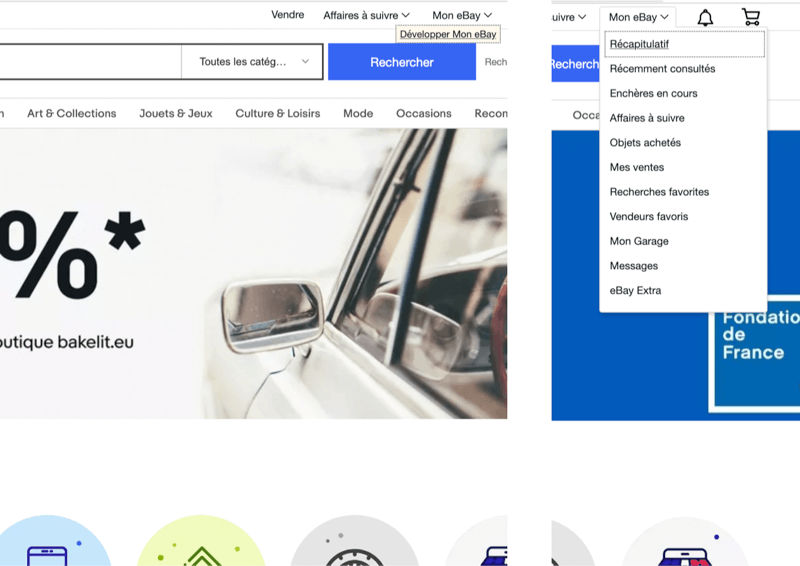 Vendre
Affaires à suivre
Mon eBay
Développer Mon eBay
Toutes les catég...
Rechercher
Rech
Art & Collections
Jouets & Jeux
Culture & Loisirs
Mode
Occasions
Recon
%*
outique bakelit.eu
uivre
Mon eBay
Récapitulatif
Récemment consultés
Enchères en cours
Affaires à suivre
Objets achetés
Mes ventes
Recherches favorites
Vendeurs favoris
Mon Garage
Messages
eBay Extra
Recherch
Occa
Fondatio
de
France